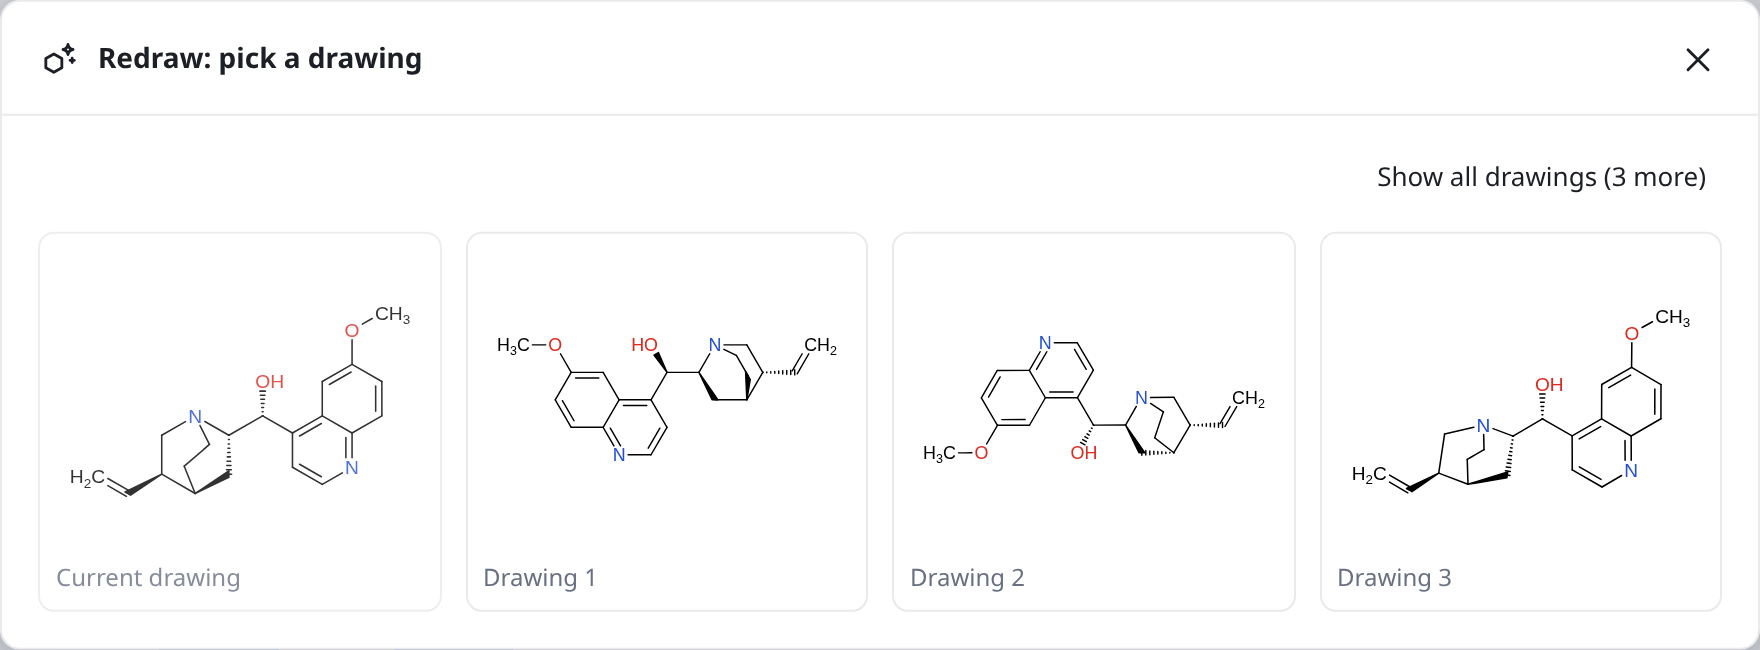 Redraw: pick a drawing
Show all drawings (3 more)
CH₃
O
OH
N
H₂C
N
Current drawing
H₃C
O
HO
N
CH₂
N
Drawing 1
N
N
CH₂
H₃C
O
OH
Drawing 2
CH₃
O
OH
N
H₂C
N
Drawing 3